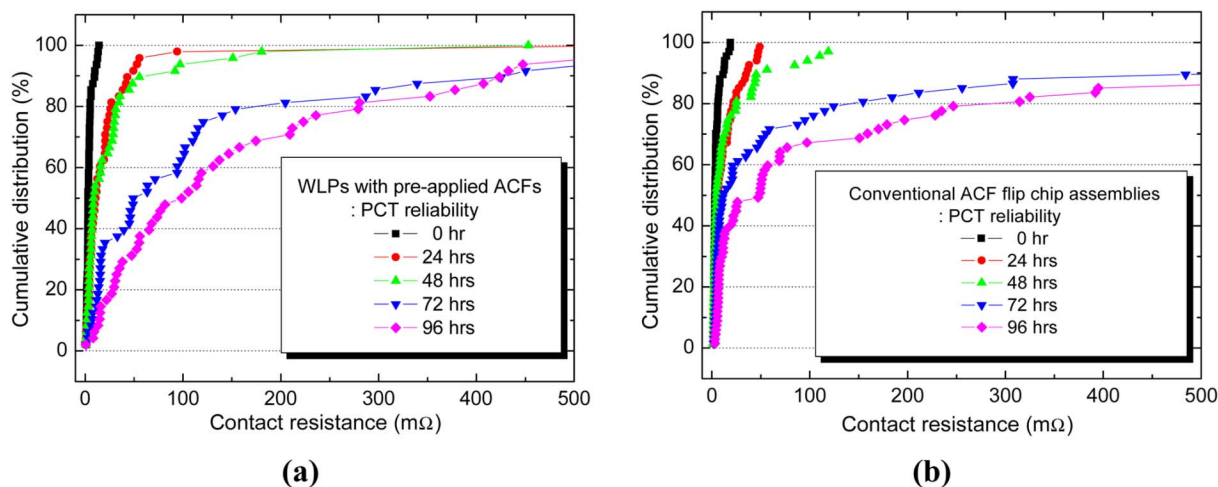 100
80
60
40
20
0
Cumulative distribution (%)
WLPs with pre-applied ACFs
: PCT reliability
0 hr
24 hrs
48 hrs
72 hrs
96 hrs
0 100 200 300 400 500
Contact resistance (mΩ)
(a)
100
80
60
40
20
0
Cumulative distribution (%)
Conventional ACF flip chip assemblies
: PCT reliability
0 hr
24 hrs
48 hrs
72 hrs
96 hrs
0 100 200 300 400 500
Contact resistance (mΩ)
(b)